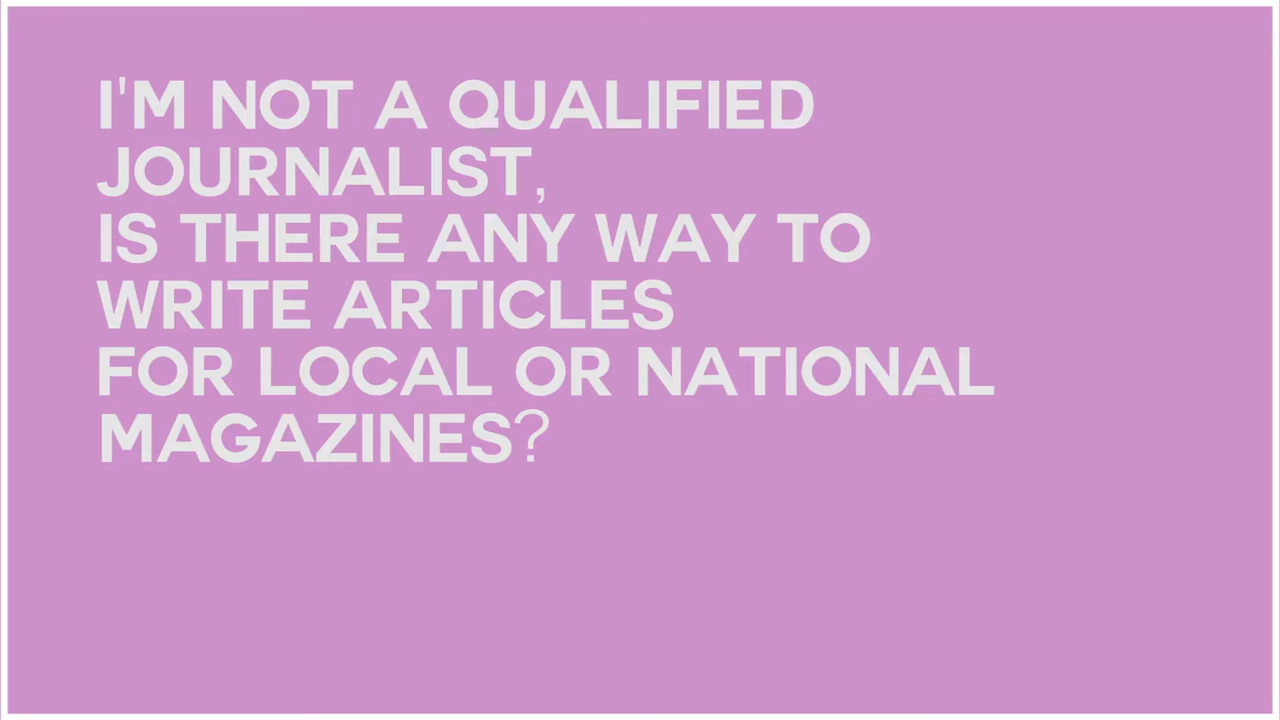 I'M NOT A QUALIFIED
JOURNALIST,
IS THERE ANY WAY TO
WRITE ARTICLES
FOR LOCAL OR NATIONAL
MAGAZINES?